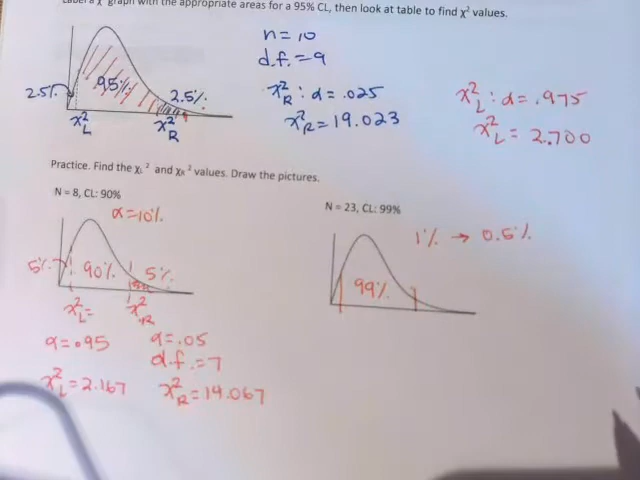 graph with the appropriate areas for a 95% CL, then look at table to find χ² values.
n = 10
d.f. = 9
95%
2.5%
2.5%
χ²L
χ²R
χ²R : α = .025
χ²R = 19.023
χ²L : α = .975
χ²L = 2.700
Practice. Find the χL² and χR² values. Draw the pictures.
N = 8, CL: 90%
α = 10%
5%
90%
5%
χ²L =
χ²R
α = .95
α = .05
d.f. = 7
χ²L = 2.167
χ²R = 14.067
N = 23, CL: 99%
1% → 0.5%
99%